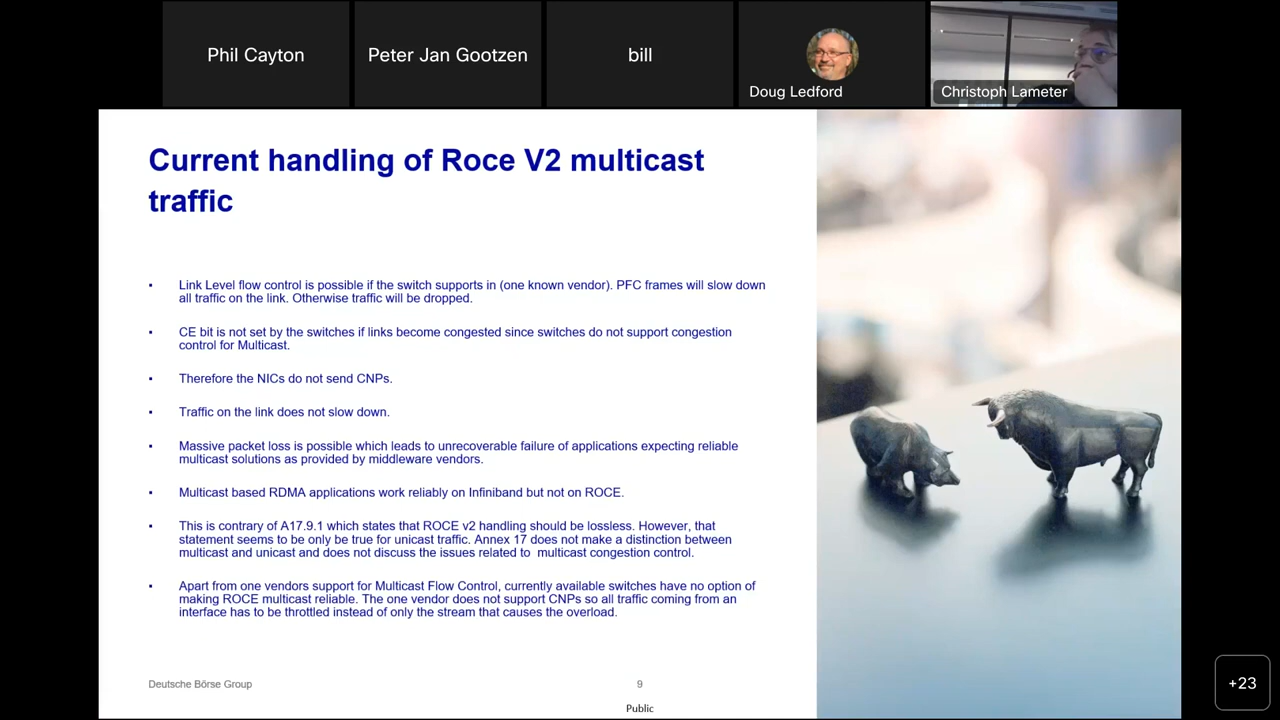 Phil Cayton
Peter Jan Gootzen
bill
Doug Ledford
Christoph Lameter
Current handling of Roce V2 multicast
traffic
▪ Link Level flow control is possible if the switch supports in (one known vendor). PFC frames will slow down
all traffic on the link. Otherwise traffic will be dropped.
▪ CE bit is not set by the switches if links become congested since switches do not support congestion
control for Multicast.
▪ Therefore the NICs do not send CNPs.
▪ Traffic on the link does not slow down.
▪ Massive packet loss is possible which leads to unrecoverable failure of applications expecting reliable
multicast solutions as provided by middleware vendors.
▪ Multicast based RDMA applications work reliably on Infiniband but not on ROCE.
▪ This is contrary of A17.9.1 which states that ROCE v2 handling should be lossless. However, that
statement seems to be only be true for unicast traffic. Annex 17 does not make a distinction between
multicast and unicast and does not discuss the issues related to multicast congestion control.
▪ Apart from one vendors support for Multicast Flow Control, currently available switches have no option of
making ROCE multicast reliable. The one vendor does not support CNPs so all traffic coming from an
interface has to be throttled instead of only the stream that causes the overload.
Deutsche Börse Group
9
Public
+23